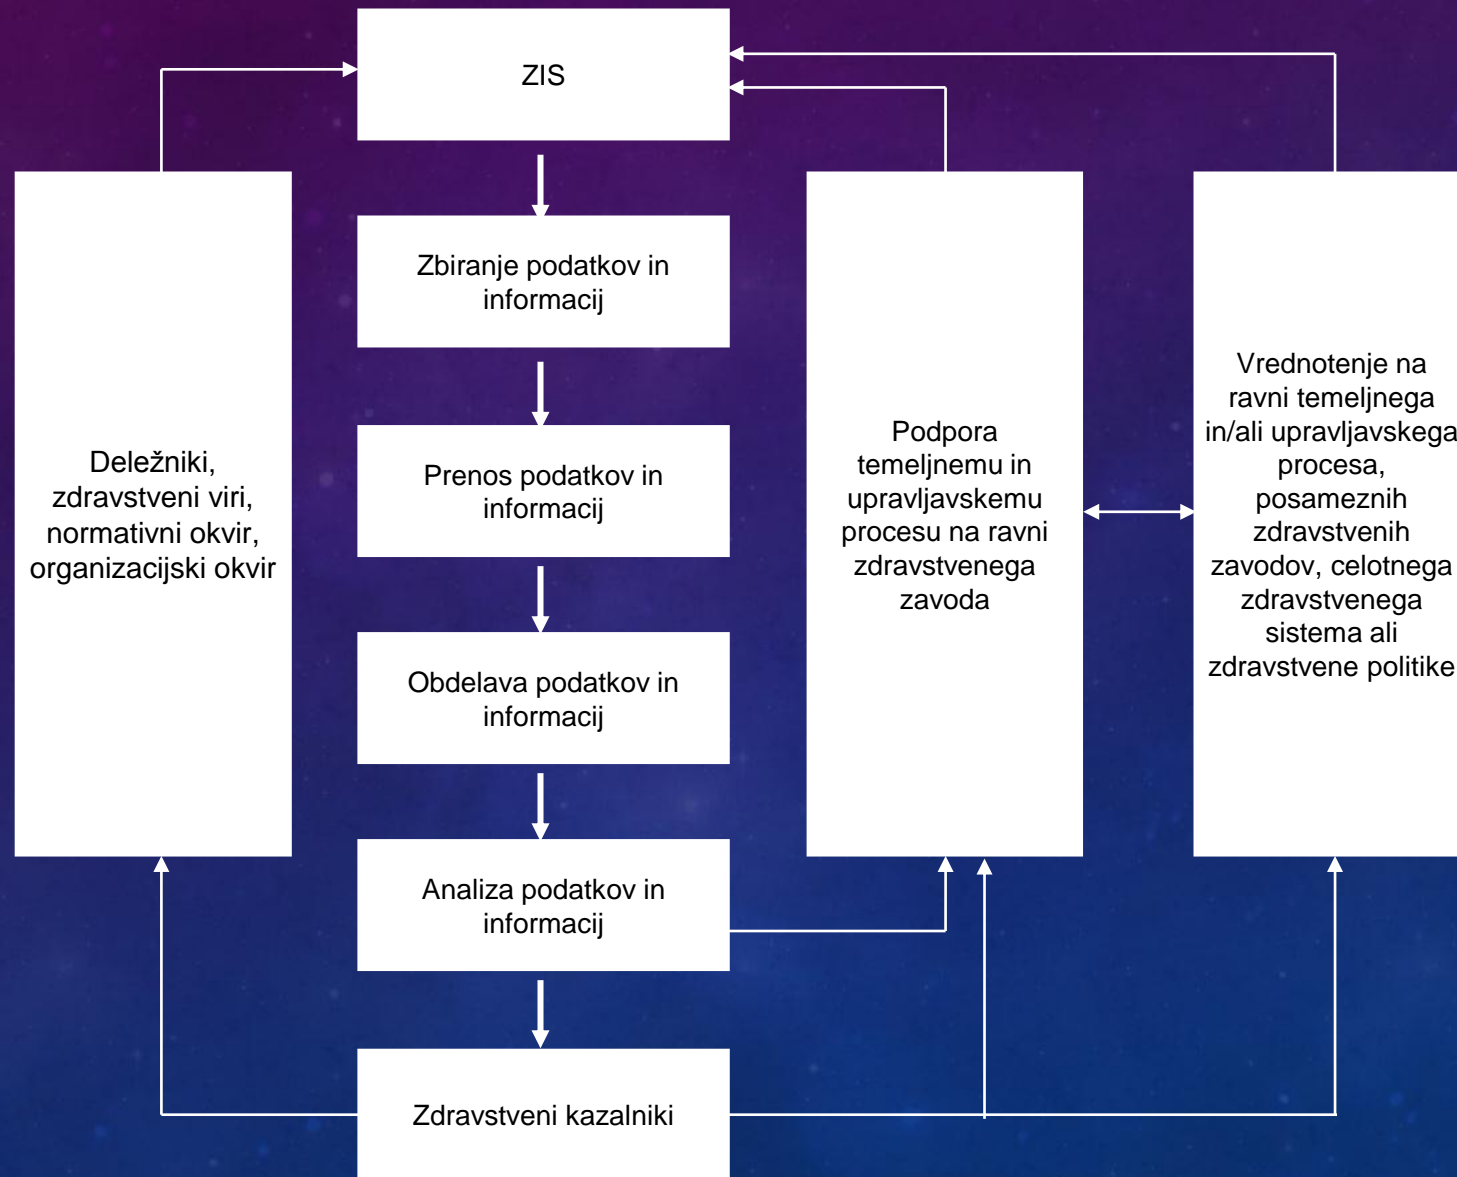 ZIS
Zbiranje podatkov in
informacij
Prenos podatkov in
informacij
Obdelava podatkov in
informacij
Analiza podatkov in
informacij
Zdravstveni kazalniki
Deležniki,
zdravstveni viri,
normativni okvir,
organizacijski okvir
Podpora
temeljnemu in
upravljavskemu
procesu na ravni
zdravstvenega
zavoda
Vrednotenje na
ravni temeljnega
in/ali upravljavskega
procesa,
posameznih
zdravstvenih
zavodov, celotnega
zdravstvenega
sistema ali
zdravstvene politike